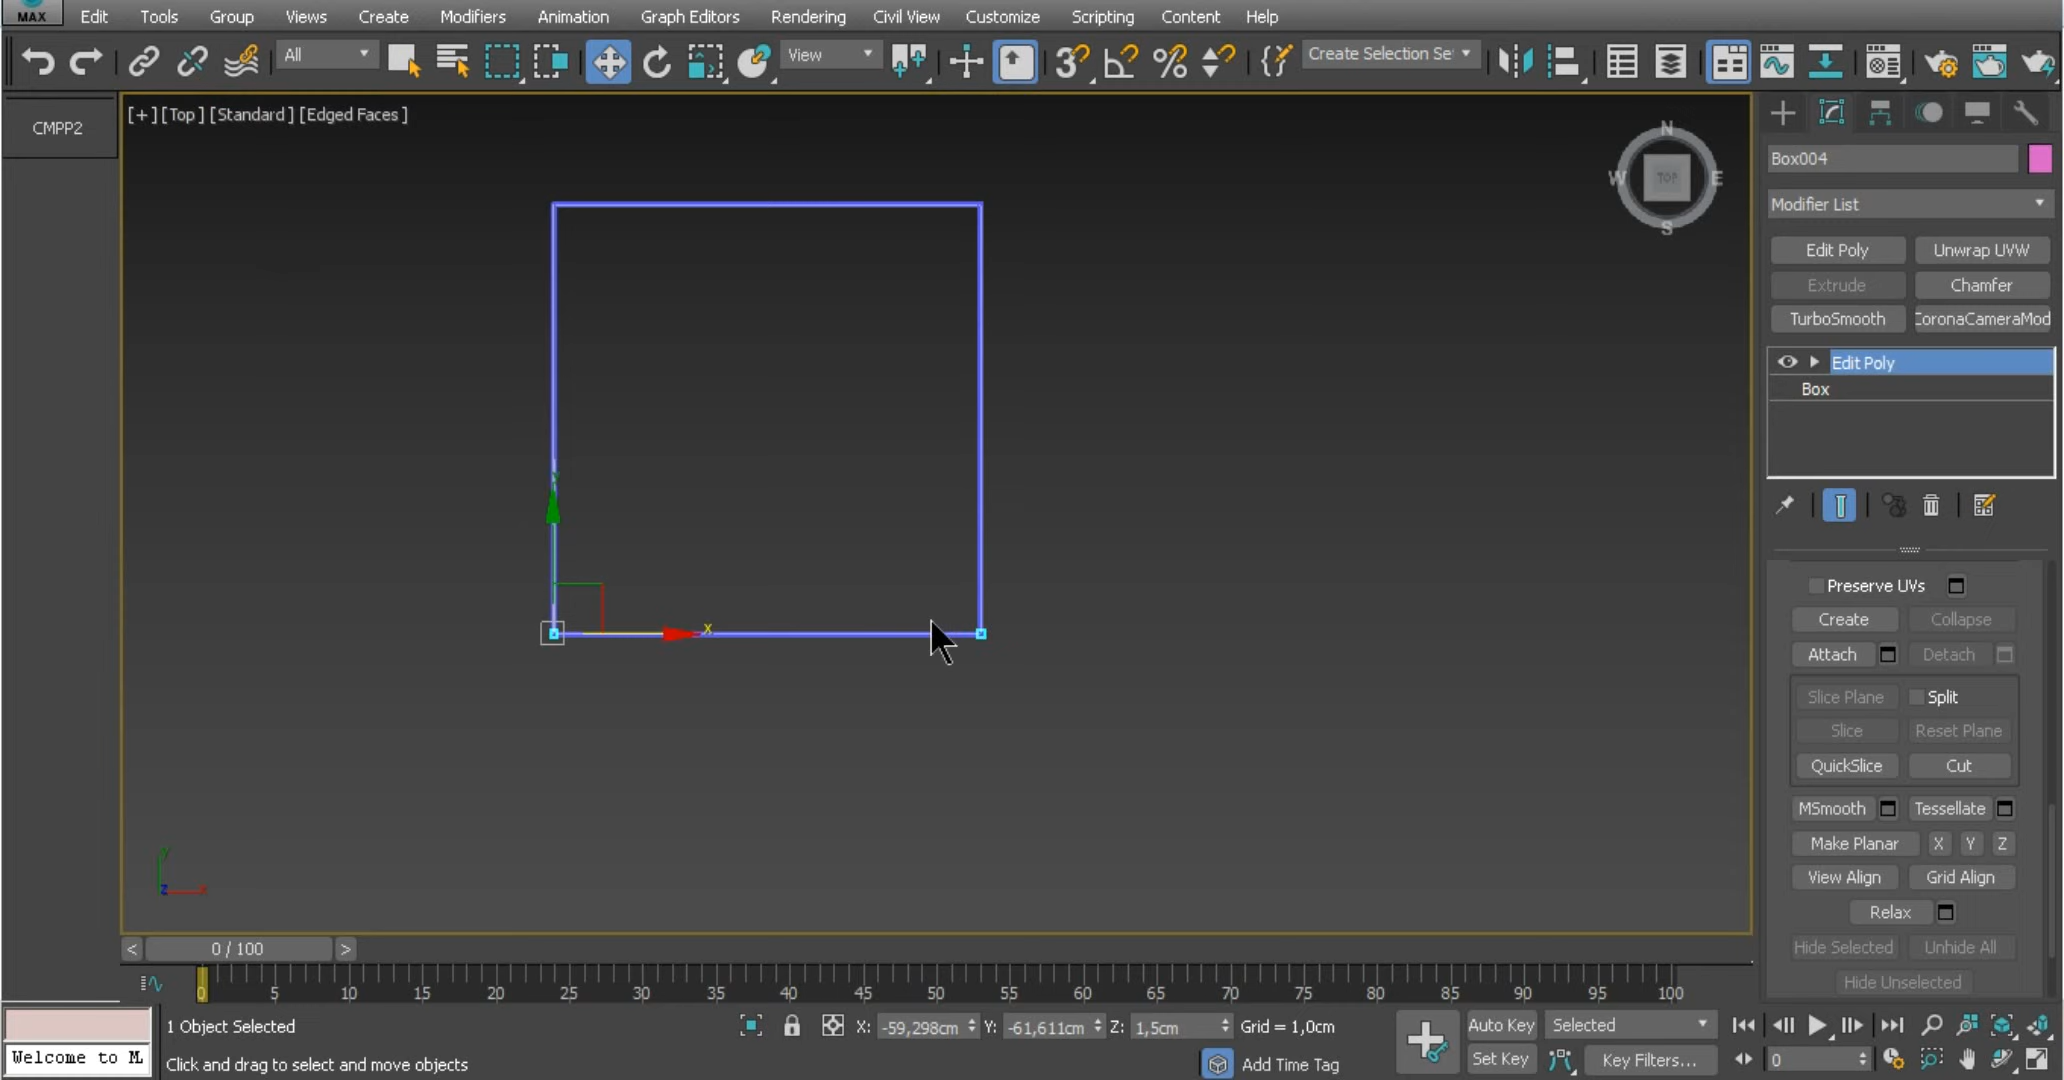 MAX Edit Tools Group Views Create Modifiers Animation Graph Editors Rendering Civil View Customize Scripting Content Help
All View Create Selection Se
CMPP2
[+] [Top] [Standard] [Edged Faces]
N
W TOP E
S
Box004
Modifier List
Edit Poly Unwrap UVW
Extrude Chamfer
TurboSmooth CoronaCameraMod
Edit Poly
Box
x
Preserve UVs
Create Collapse
Attach Detach
Slice Plane Split
Slice Reset Plane
QuickSlice Cut
MSmooth Tessellate
Make Planar X Y Z
View Align Grid Align
Relax
Hide Selected Unhide All
Hide Unselected
y
z x
< 0 / 100 >
0 5 10 15 20 25 30 35 40 45 50 55 60 65 70 75 80 85 90 95 100
1 Object Selected X: -59,298cm Y: -61,611cm Z: 1,5cm Grid = 1,0cm Auto Key Selected
Welcome to M Click and drag to select and move objects Add Time Tag Set Key Key Filters... 0